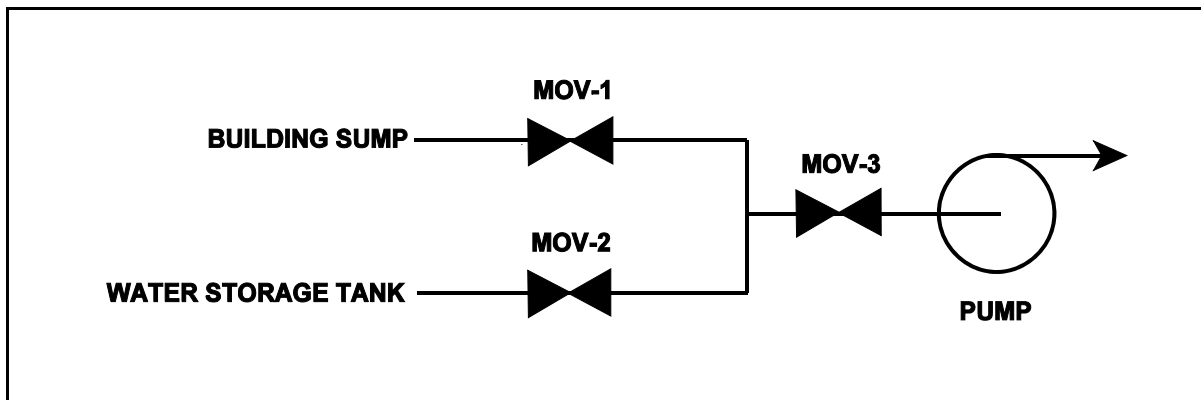 MOV-1
BUILDING SUMP
MOV-3
MOV-2
WATER STORAGE TANK
PUMP